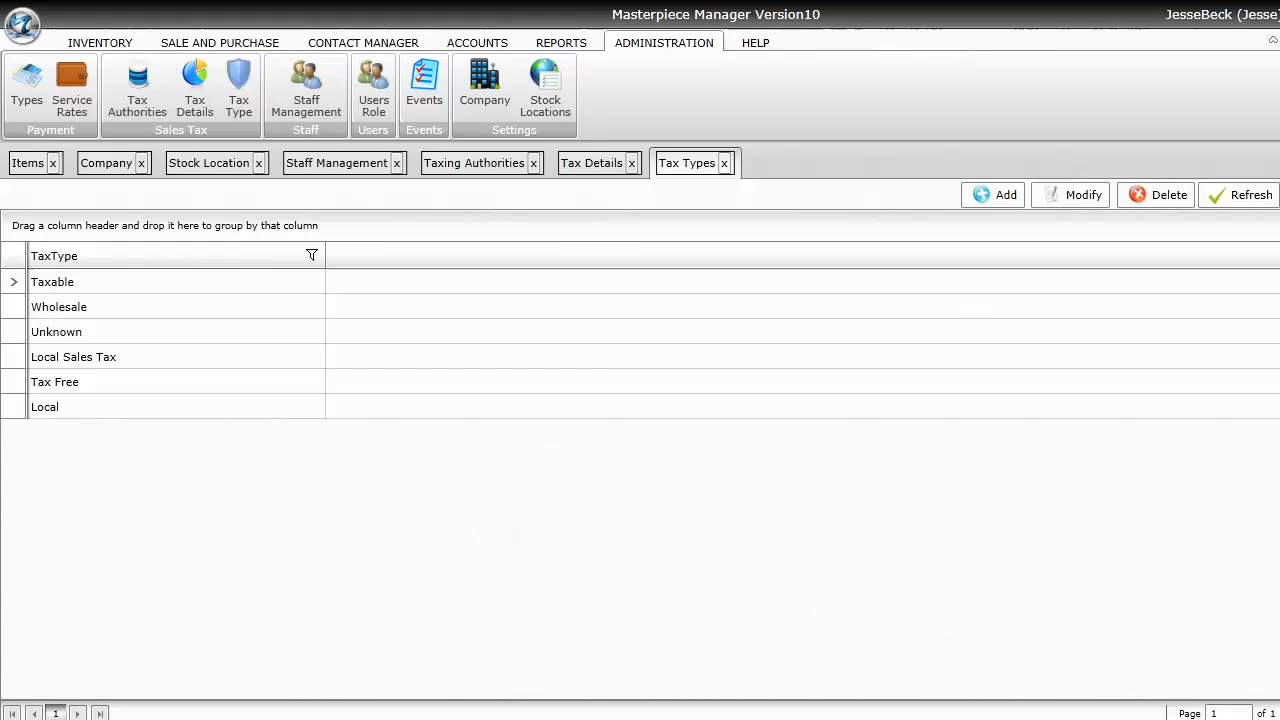 Masterpiece Manager Version10
JesseBeck (Jesse
INVENTORY SALE AND PURCHASE CONTACT MANAGER ACCOUNTS REPORTS ADMINISTRATION HELP
Types
Service Rates
Payment
Tax Authorities
Tax Details
Tax Type
Sales Tax
Staff Management
Staff
Users Role
Users
Events
Events
Company
Stock Locations
Settings
Items x Company x Stock Location x Staff Management x Taxing Authorities x Tax Details x Tax Types x
Add Modify Delete Refresh
Drag a column header and drop it here to group by that column
TaxType
> Taxable
Wholesale
Unknown
Local Sales Tax
Tax Free
Local
1
Page 1 of 1